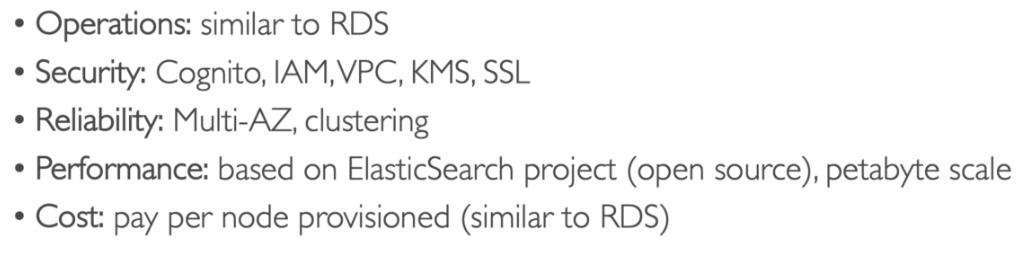 • Operations: similar to RDS
• Security: Cognito, IAM, VPC, KMS, SSL
• Reliability: Multi-AZ, clustering
• Performance: based on ElasticSearch project (open source), petabyte scale
• Cost: pay per node provisioned (similar to RDS)